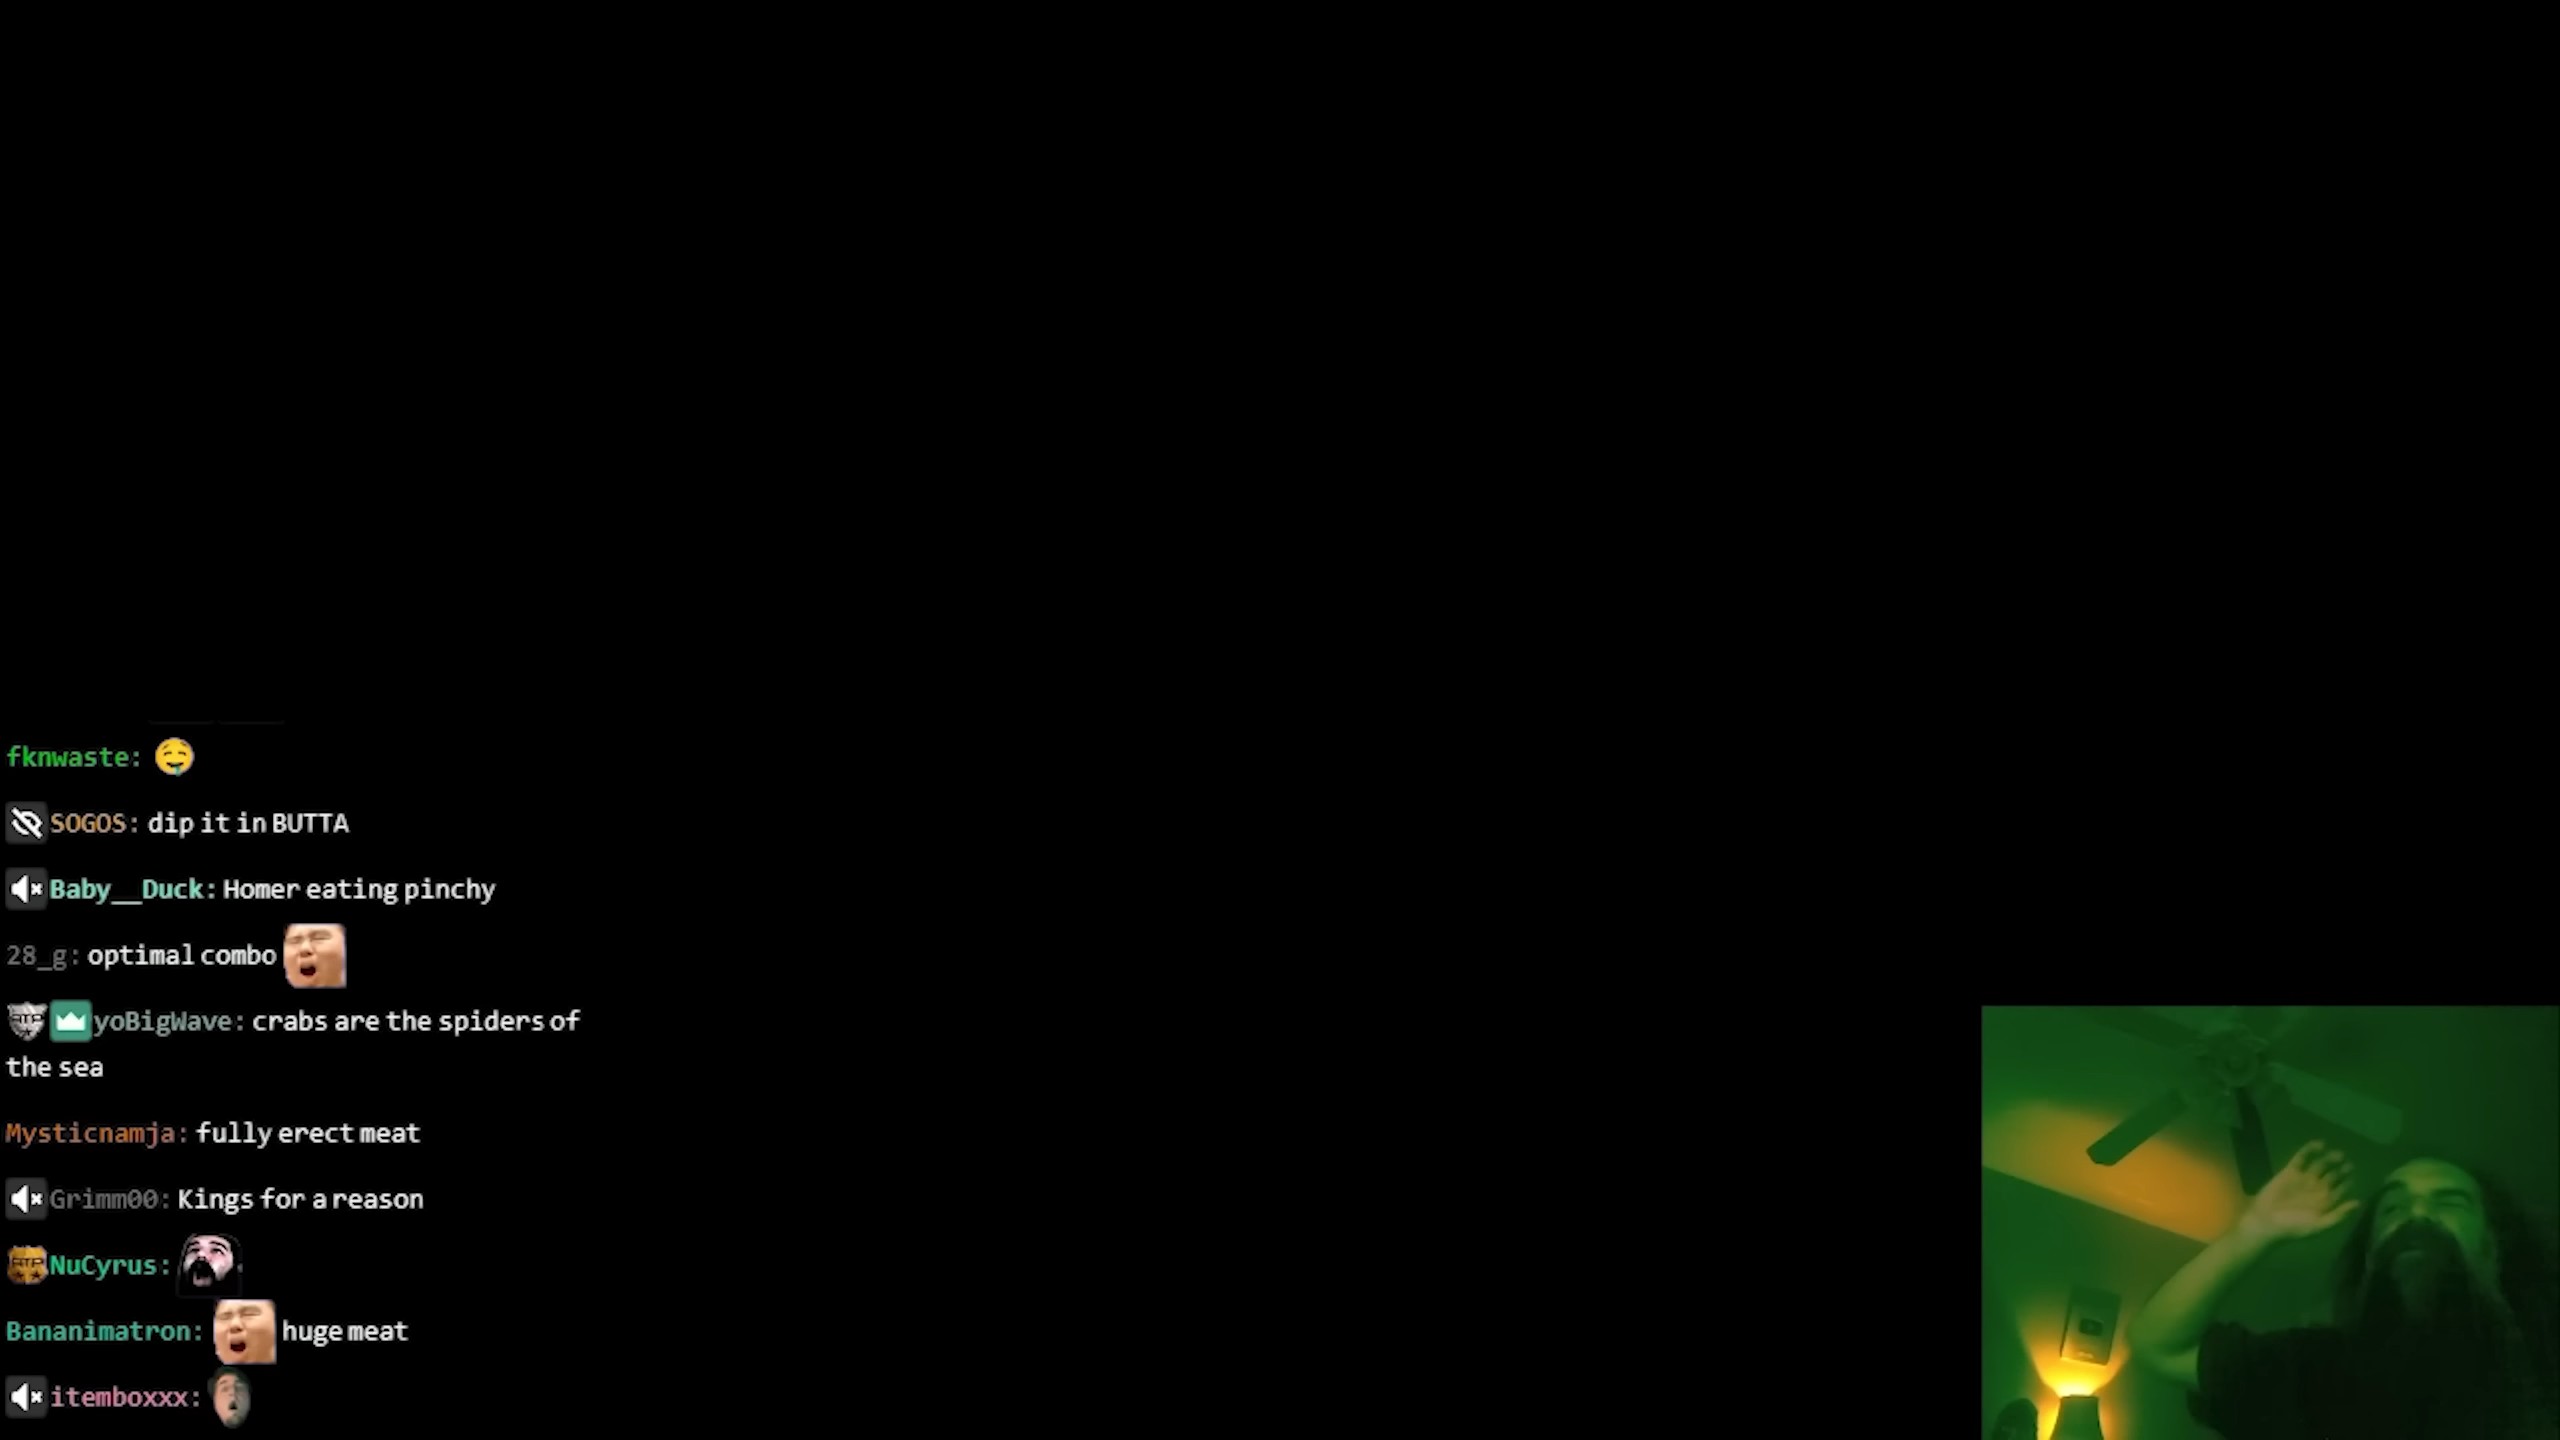 fknwaste:
SOGOS: dip it in BUTTA
Baby__Duck: Homer eating pinchy
28_g: optimal combo
yoBigWave: crabs are the spiders of
the sea
Mysticnamja: fully erect meat
Grimm00: Kings for a reason
NuCyrus:
Bananimatron: huge meat
itemboxxx: